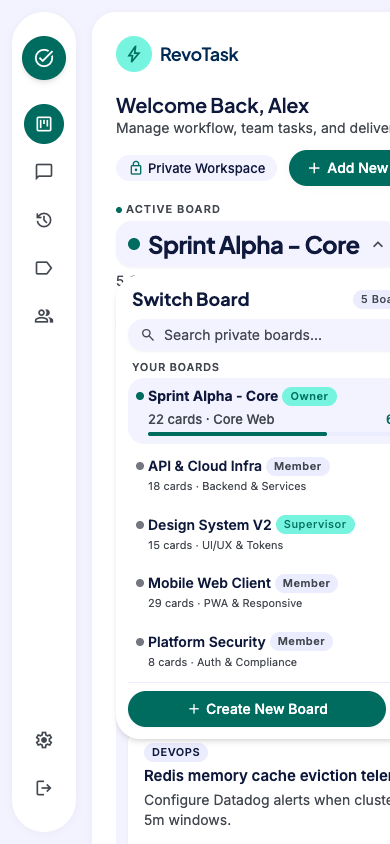 RevoTask
Welcome Back, Alex
Manage workflow, team tasks, and
Private Workspace
+ Add New
ACTIVE BOARD
Sprint Alpha - Core
5
Switch Board
5
Search private boards...
YOUR BOARDS
Sprint Alpha - Core Owner
22 cards · Core Web
API & Cloud Infra Member
18 cards · Backend & Services
Design System V2 Supervisor
15 cards · UI/UX & Tokens
Mobile Web Client Member
29 cards · PWA & Responsive
Platform Security Member
8 cards · Auth & Compliance
+ Create New Board
DEVOPS
Redis memory cache eviction
Configure Datadog alerts when
5m windows.